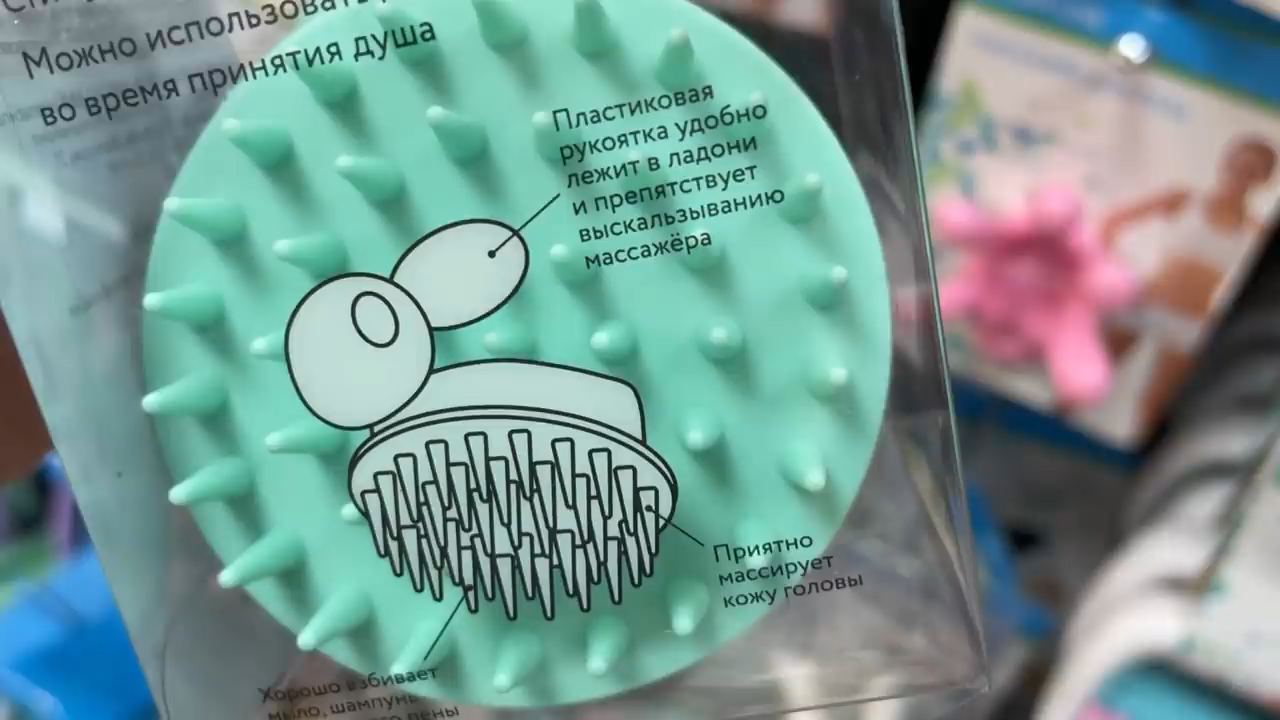 Можно использовать
во время принятия душа
Пластиковая
рукоятка удобно
лежит в ладони
и препятствует
выскальзыванию
массажёра
Приятно
массирует
кожу головы
Хорошо взбивает
мыло, шампунь
пены